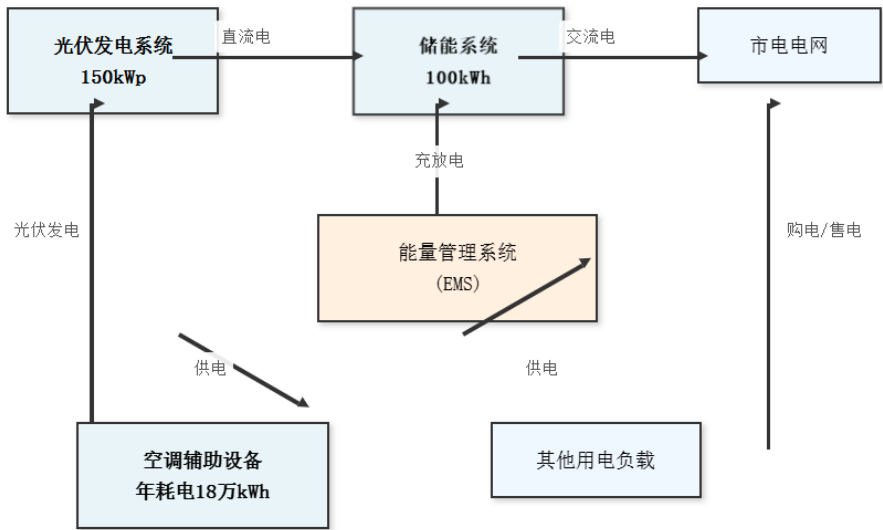 光伏发电系统
150kWp
直流电
储能系统
100kWh
交流电
市电电网
充放电
光伏发电
购电/售电
能量管理系统
(EMS)
供电
供电
空调辅助设备
年耗电18万kWh
其他用电负载